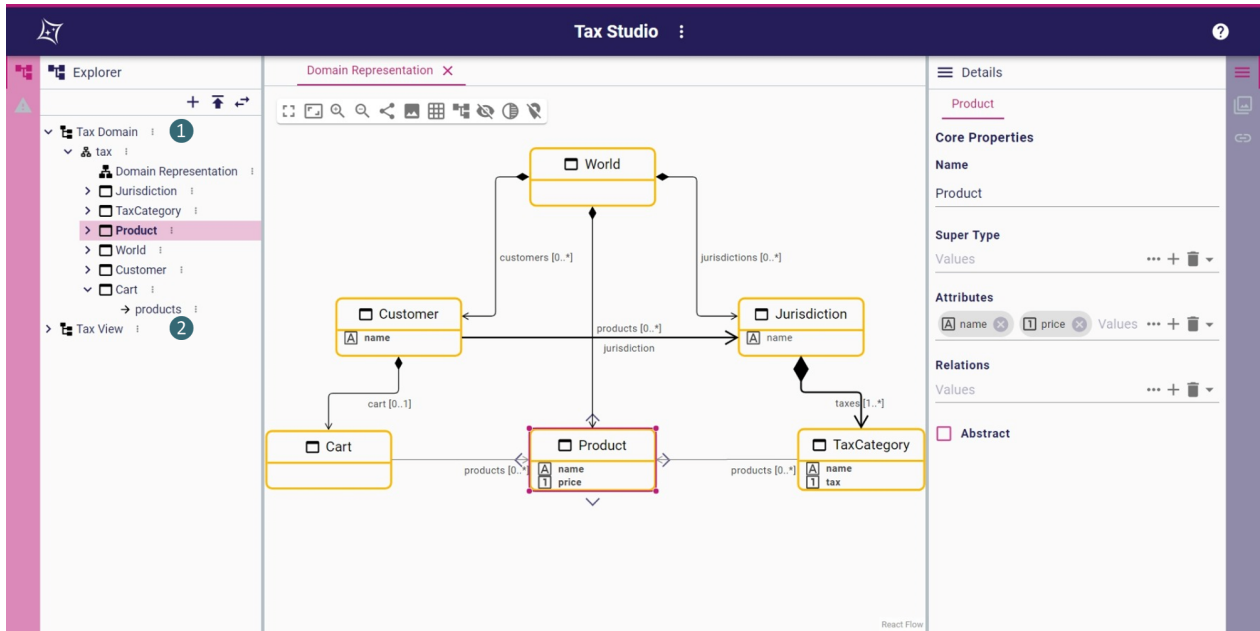 Tax Studio
?
Explorer
Tax Domain
1
tax
Domain Representation
Jurisdiction
TaxCategory
Product
World
Customer
Cart
products
Tax View
2
Domain Representation
World
customers [0..*]
jurisdictions [0..*]
Customer
A name
Jurisdiction
A name
products [0..*]
jurisdiction
cart [0..1]
taxes[1..*]
Cart
products [0..*]
Product
A name
1 price
products [0..*]
TaxCategory
A name
1 tax
React Flow
Details
Product
Core Properties
Name
Product
Super Type
Values
Attributes
A name 1 price Values
Relations
Values
Abstract